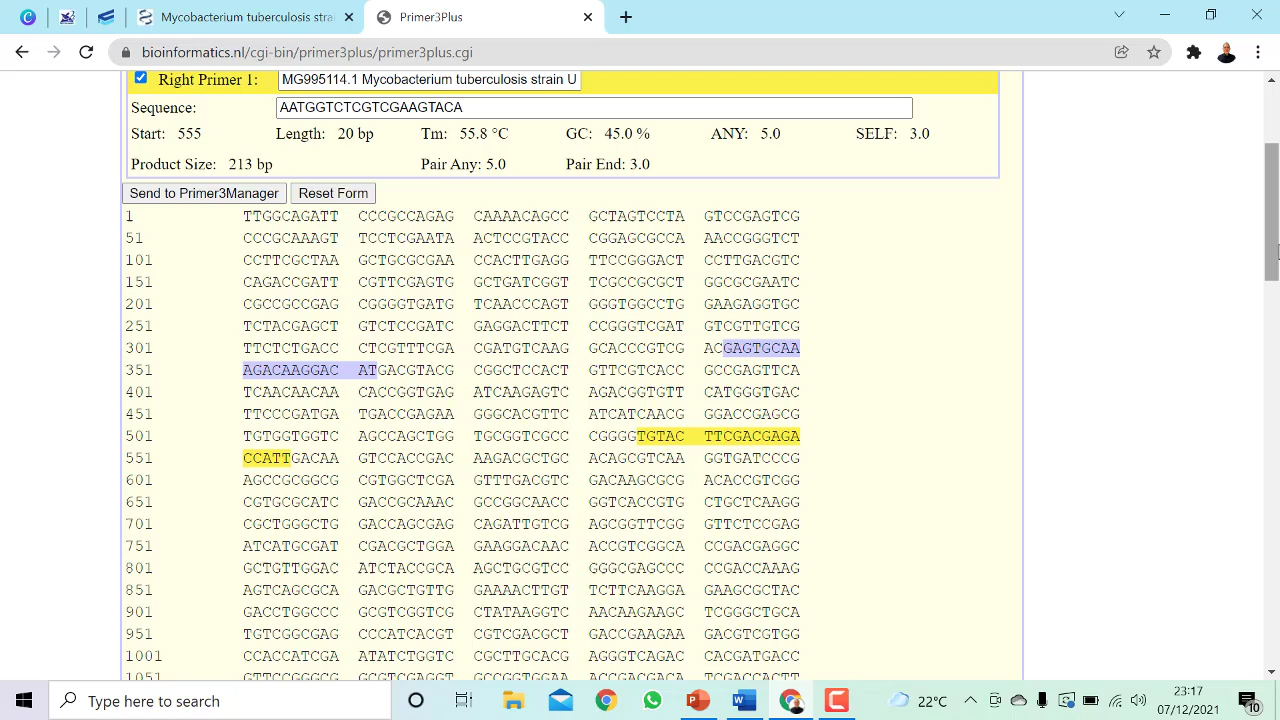 Mycobacterium tuberculosis stra
Primer3Plus
bioinformatics.nl/cgi-bin/primer3plus/primer3plus.cgi
Right Primer 1: MG995114.1 Mycobacterium tuberculosis strain U
Sequence: AATGGTCTCGTCGAAGTACA
Start: 555 Length: 20 bp Tm: 55.8 °C GC: 45.0 % ANY: 5.0 SELF: 3.0
Product Size: 213 bp Pair Any: 5.0 Pair End: 3.0
Send to Primer3Manager Reset Form
1 TTGGCAGATT CCCGCCAGAG CAAAACAGCC GCTAGTCCTA GTCCGAGTCG
51 CCCGCAAAGT TCCTCGAATA ACTCCGTACC CGGAGCGCCA AACCGGGTCT
101 CCTTCGCTAA GCTGCGCGAA CCACTTGAGG TTCCGGGACT CCTTGACGTC
151 CAGACCGATT CGTTCGAGTG GCTGATCGGT TCGCCGCGCT GGCGCGAATC
201 CGCCGCCGAG CGGGGTGATG TCAACCCAGT GGGTGGCCTG GAAGAGGTGC
251 TCTACGAGCT GTCTCCGATC GAGGACTTCT CCGGGTCGAT GTCGTTGTCG
301 TTCTCTGACC CTCGTTTCGA CGATGTCAAG GCACCCGTCG ACGAGTGCAA
351 AGACAAGGAC ATGACGTACG CGGCTCCACT GTTCGTCACC GCCGAGTTCA
401 TCAACAACAA CACCGGTGAG ATCAAGAGTC AGACGGTGTT CATGGGTGAC
451 TTCCCGATGA TGACCGAGAA GGGCACGTTC ATCATCAACG GGACCGAGCG
501 TGTGGTGGTC AGCCAGCTGG TGCGGTCGCC CGGGGTGTAC TTCGACGAGA
551 CCATTGACAA GTCCACCGAC AAGACGCTGC ACAGCGTCAA GGTGATCCCG
601 AGCCGCGGCG CGTGGCTCGA GTTTGACGTC GACAAGCGCG ACACCGTCGG
651 CGTGCGCATC GACCGCAAAC GCCGGCAACC GGTCACCGTG CTGCTCAAGG
701 CGCTGGGCTG GACCAGCGAG CAGATTGTCG AGCGGTTCGG GTTCTCCGAG
751 ATCATGCGAT CGACGCTGGA GAAGGACAAC ACCGTCGGCA CCGACGAGGC
801 GCTGTTGGAC ATCTACCGCA AGCTGCGTCC GGGCGAGCCC CCGACCAAAG
851 AGTCAGCGCA GACGCTGTTG GAAAACTTGT TCTTCAAGGA GAAGCGCTAC
901 GACCTGGCCC GCGTCGGTCG CTATAAGGTC AACAAGAAGC TCGGGCTGCA
951 TGTCGGCGAG CCCATCACGT CGTCGACGCT GACCGAAGAA GACGTCGTGG
1001 CCACCATCGA ATATCTGGTC CGCTTGCACG AGGGTCAGAC CACGATGACC
1051
Type here to search
22°C
23:17
07/12/2021
10